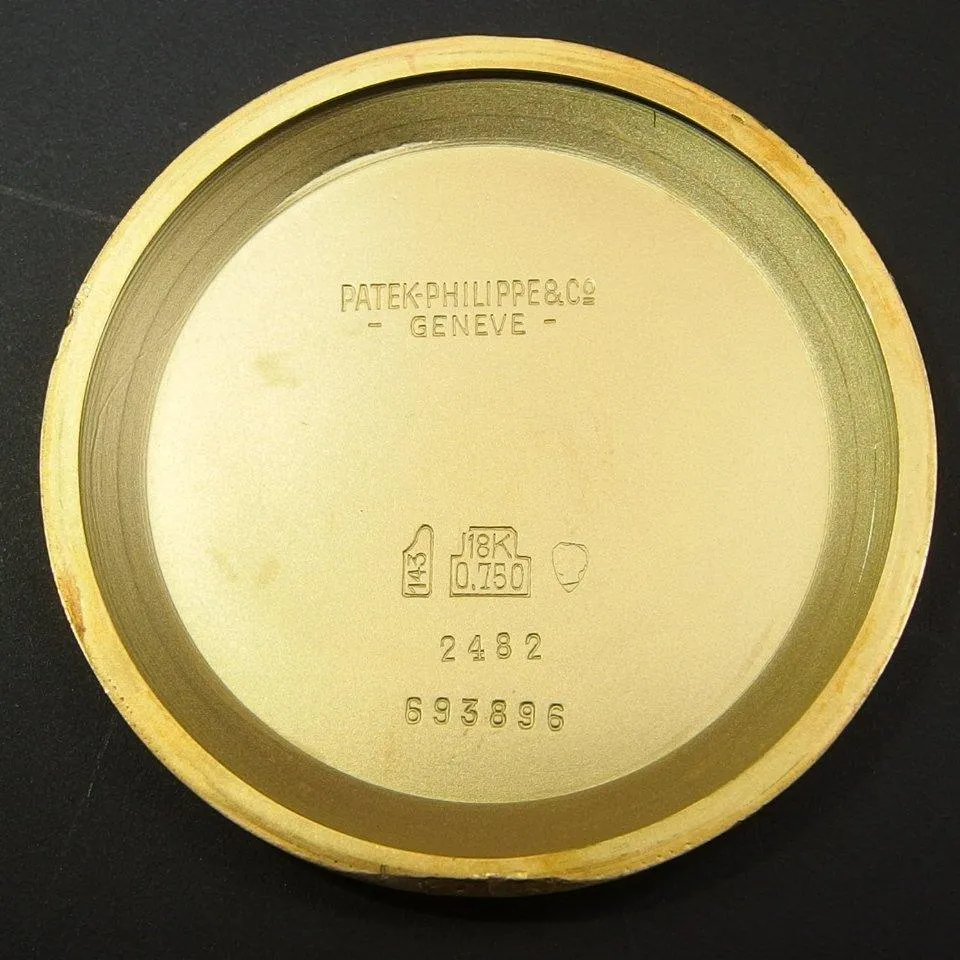 PATEK·PHILIPPE&Cº
- GENEVE -
143
18K
0,750
2482
693896